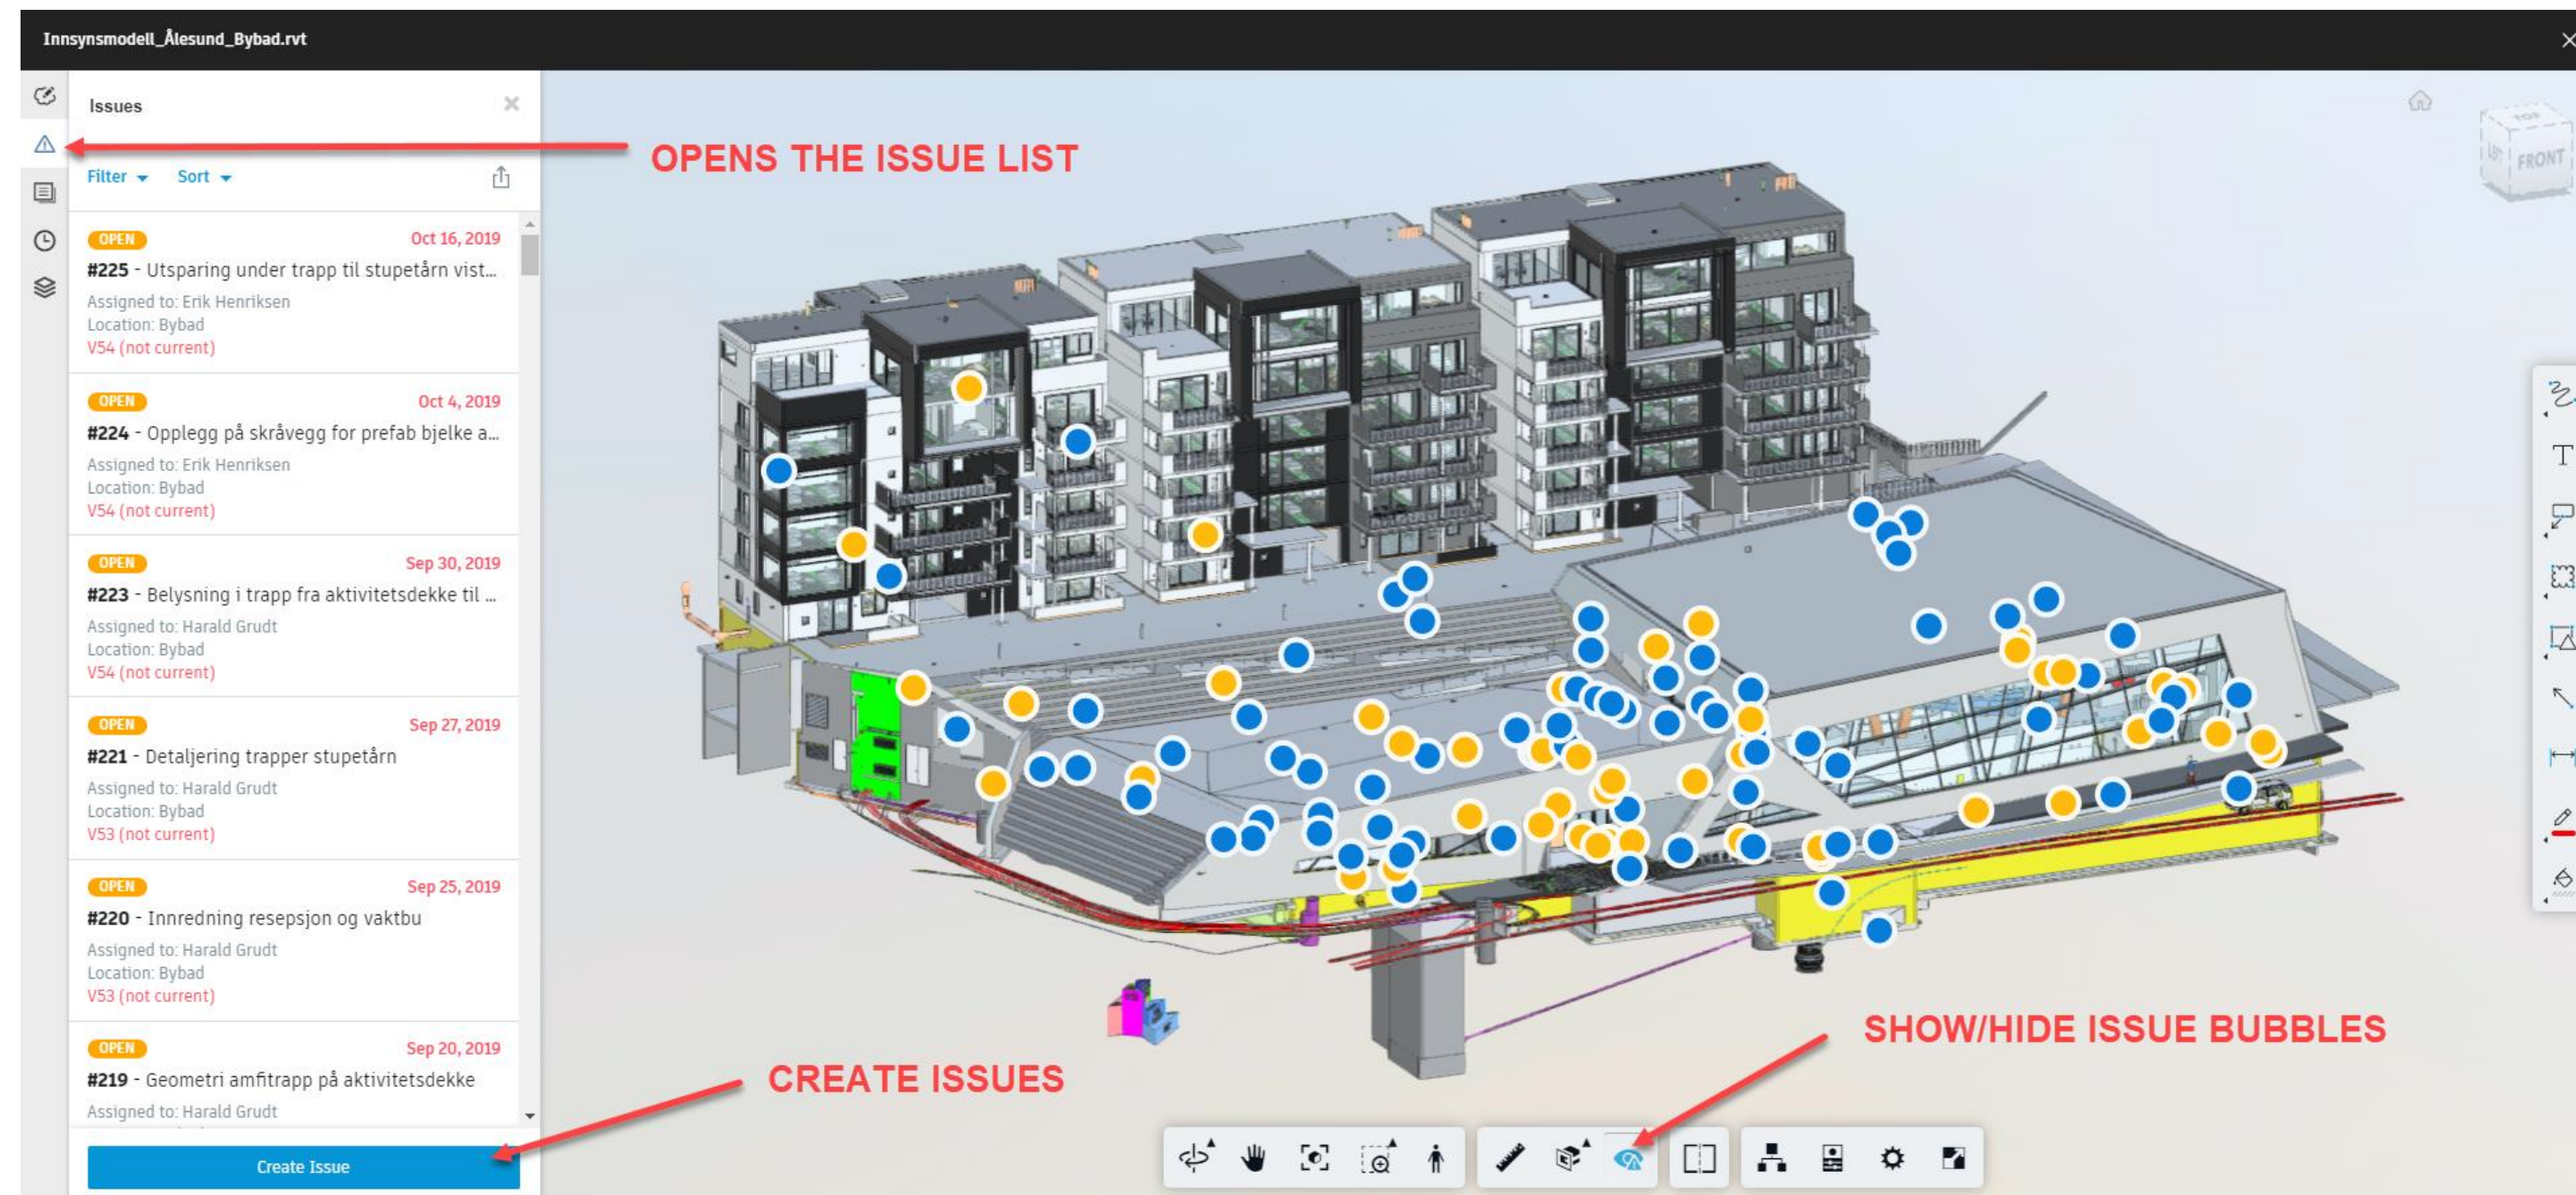 Innsynsmodell_Ålesund_Bybad.rvt
Issues
Filter Sort
OPEN Oct 16, 2019
#225 - Utsparing under trapp til stupetårn vist...
Assigned to: Erik Henriksen
Location: Bybad
V54 (not current)
OPEN Oct 4, 2019
#224 - Opplegg på skråvegg for prefab bjelke a...
Assigned to: Erik Henriksen
Location: Bybad
V54 (not current)
OPEN Sep 30, 2019
#223 - Belysning i trapp fra aktivitetsdekke til ...
Assigned to: Harald Grudt
Location: Bybad
V54 (not current)
OPEN Sep 27, 2019
#221 - Detaljering trapper stupetårn
Assigned to: Harald Grudt
Location: Bybad
V53 (not current)
OPEN Sep 25, 2019
#220 - Innredning resepsjon og vaktbu
Assigned to: Harald Grudt
Location: Bybad
V53 (not current)
OPEN Sep 20, 2019
#219 - Geometri amfitrapp på aktivitetsdekke
Assigned to: Harald Grudt
Create Issue
OPENS THE ISSUE LIST
CREATE ISSUES
SHOW/HIDE ISSUE BUBBLES
TOP
LEFT
FRONT
T